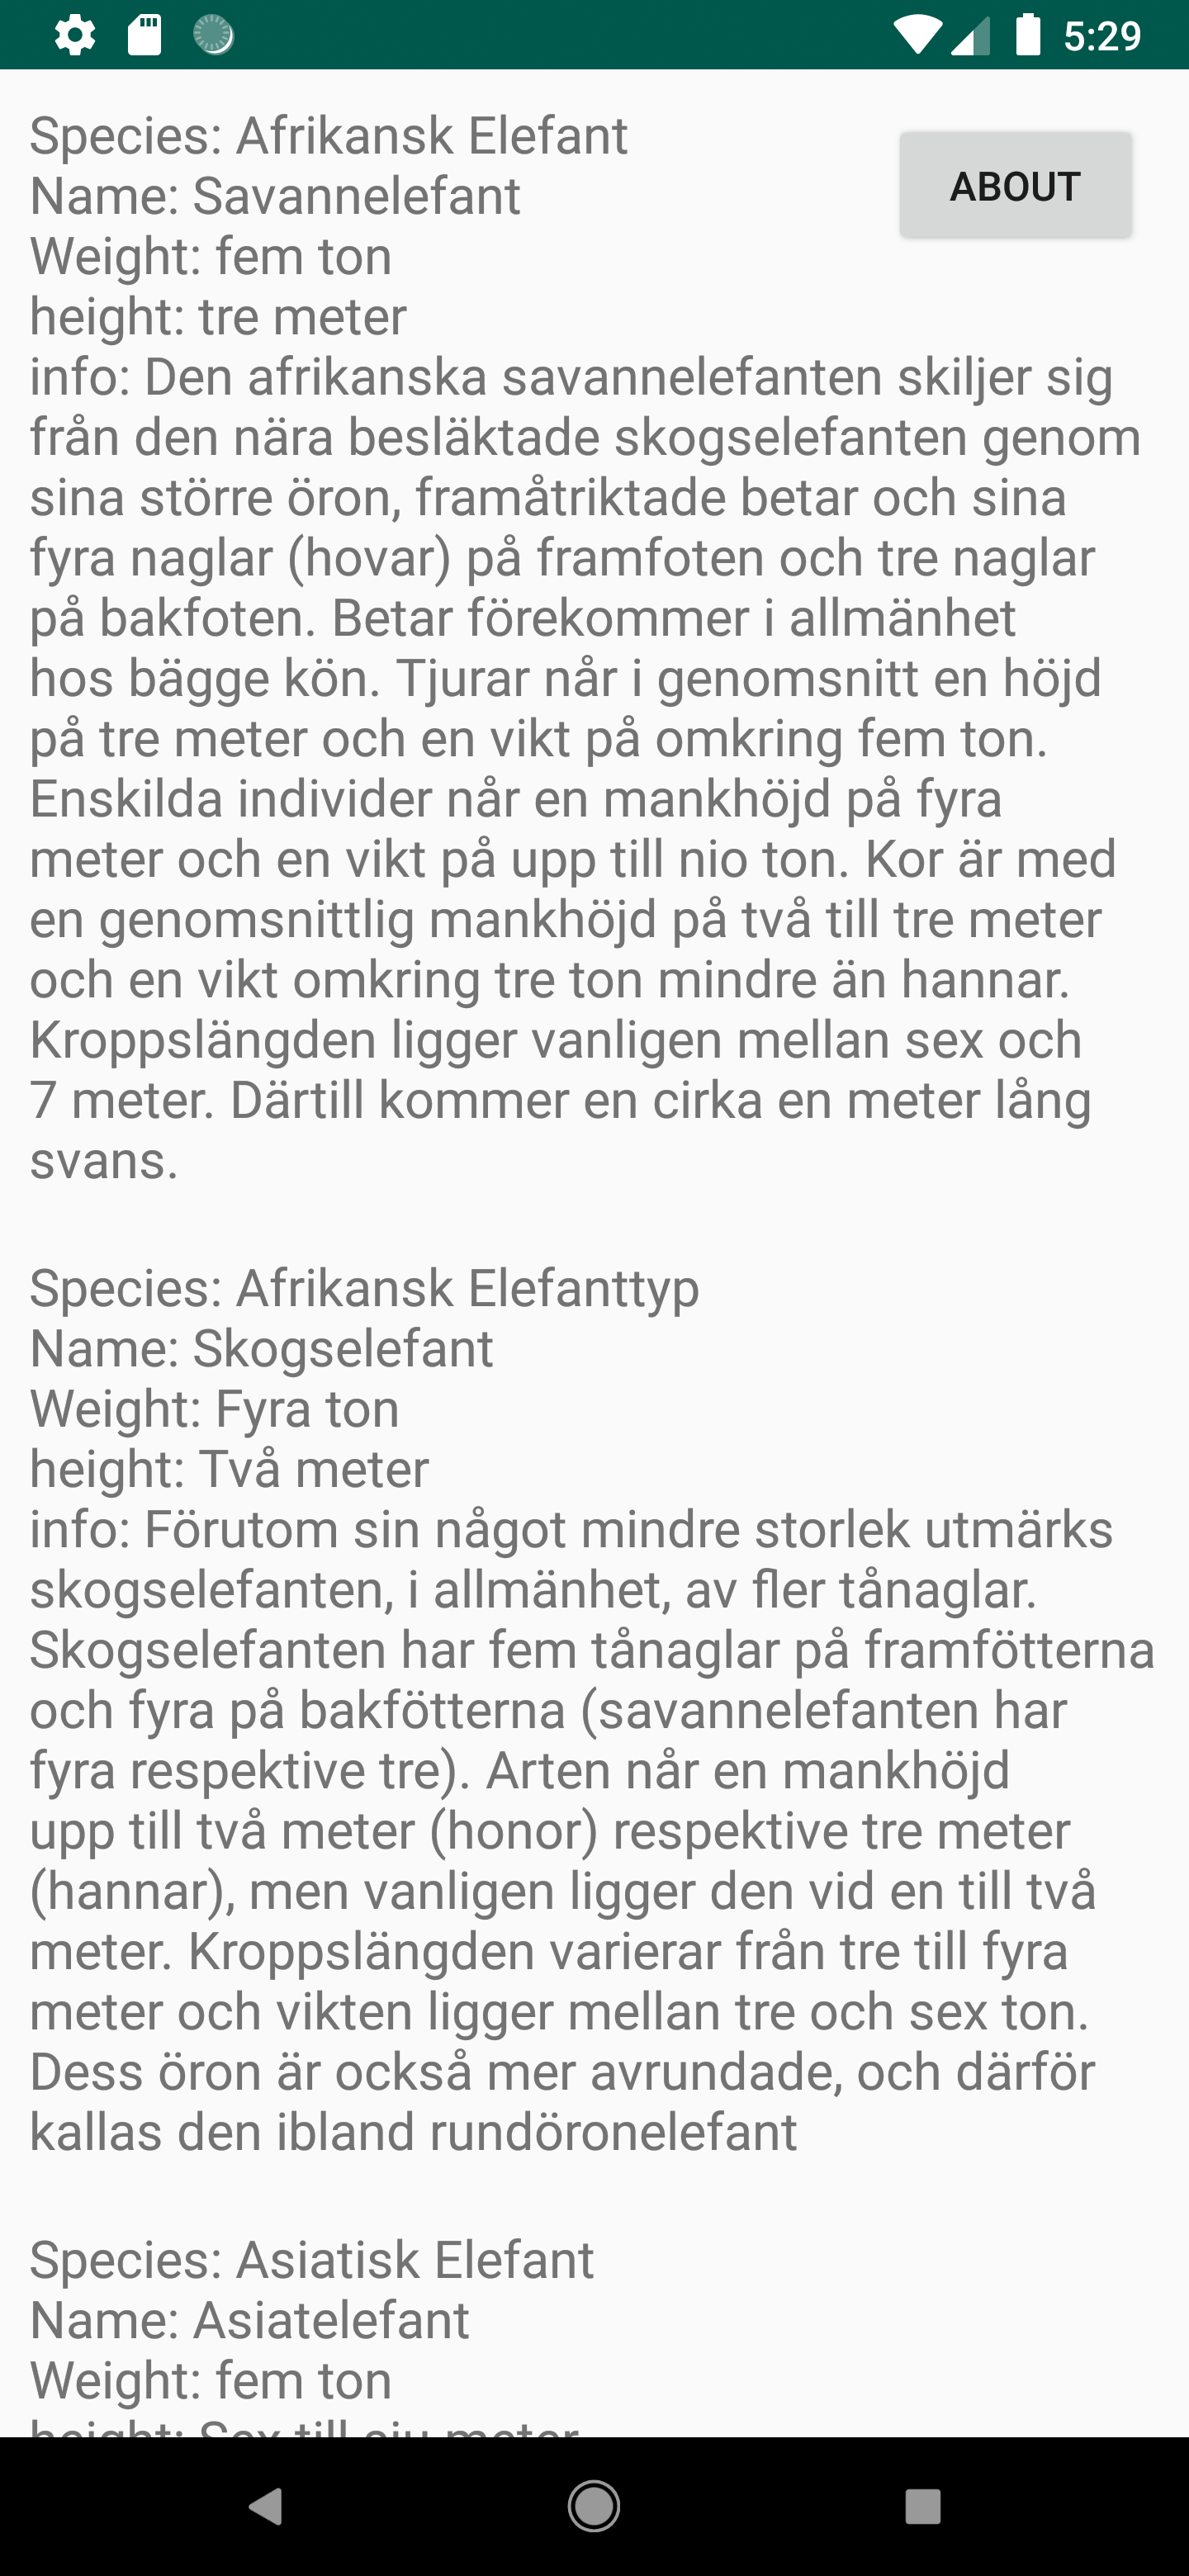 5:29
Species: Afrikansk Elefant
ABOUT
Name: Savannelefant
Weight: fem ton
height: tre meter
info: Den afrikanska savannelefanten skiljer sig
från den nära besläktade skogselefanten genom
sina större öron, framåtriktade betar och sina
fyra naglar (hovar) på framfoten och tre naglar
på bakfoten. Betar förekommer i allmänhet
hos bägge kön. Tjurar når i genomsnitt en höjd
på tre meter och en vikt på omkring fem ton.
Enskilda individer når en mankhöjd på fyra
meter och en vikt på upp till nio ton. Kor är med
en genomsnittlig mankhöjd på två till tre meter
och en vikt omkring tre ton mindre än hannar.
Kroppslängden ligger vanligen mellan sex och
7 meter. Därtill kommer en cirka en meter lång
svans.
Species: Afrikansk Elefanttyp
Name: Skogselefant
Weight: Fyra ton
height: Två meter
info: Förutom sin något mindre storlek utmärks
skogselefanten, i allmänhet, av fler tånaglar.
Skogselefanten har fem tånaglar på framfötterna
och fyra på bakfötterna (savannelefanten har
fyra respektive tre). Arten når en mankhöjd
upp till två meter (honor) respektive tre meter
(hannar), men vanligen ligger den vid en till två
meter. Kroppslängden varierar från tre till fyra
meter och vikten ligger mellan tre och sex ton.
Dess öron är också mer avrundade, och därför
kallas den ibland rundöronelefant
Species: Asiatisk Elefant
Name: Asiatelefant
Weight: fem ton
height: Sex till sju meter